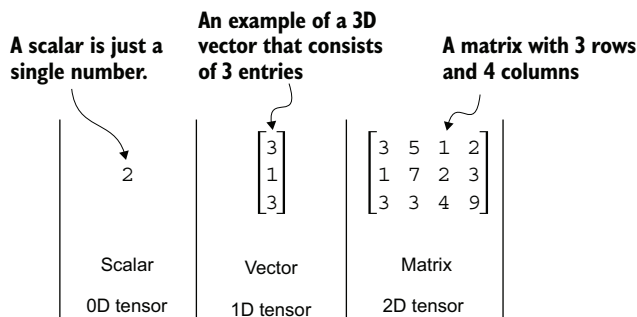 A scalar is just a
single number.
An example of a 3D
vector that consists
of 3 entries
A matrix with 3 rows
and 4 columns
2
3
1
3
3 5 1 2
1 7 2 3
3 3 4 9
Scalar
Vector
Matrix
0D tensor
1D tensor
2D tensor